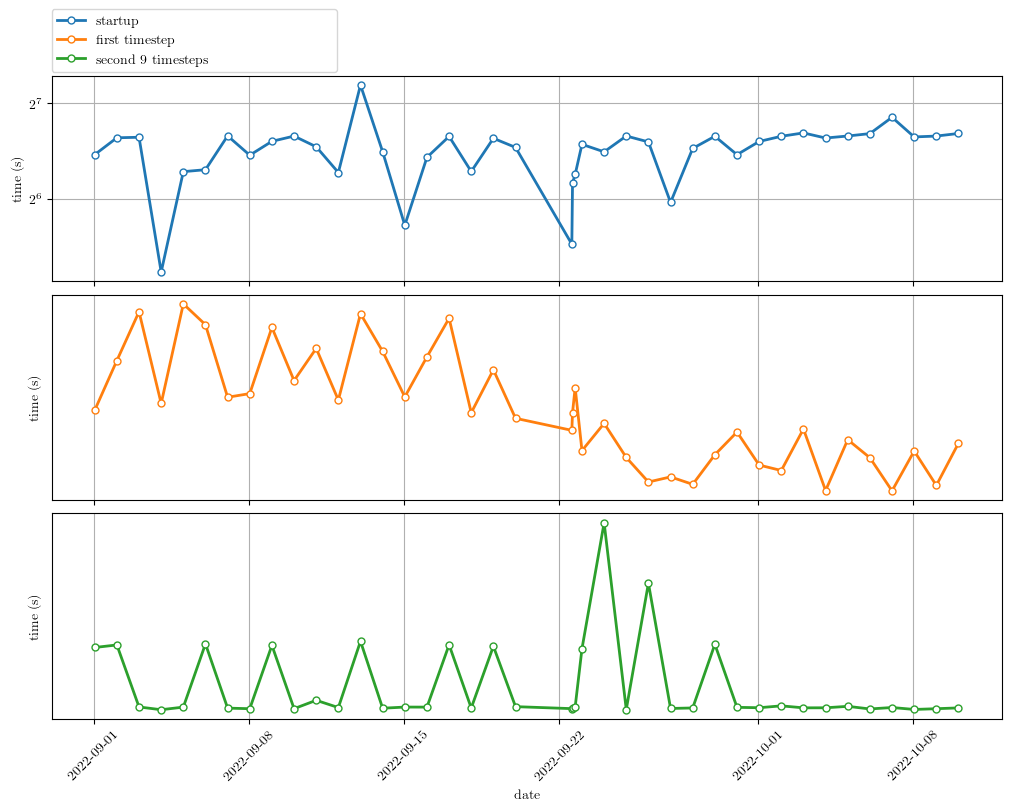 startup
first timestep
second 9 timesteps
2^7
2^6
time (s)
time (s)
time (s)
2022-09-01
2022-09-08
2022-09-15
2022-09-22
2022-10-01
2022-10-08
date